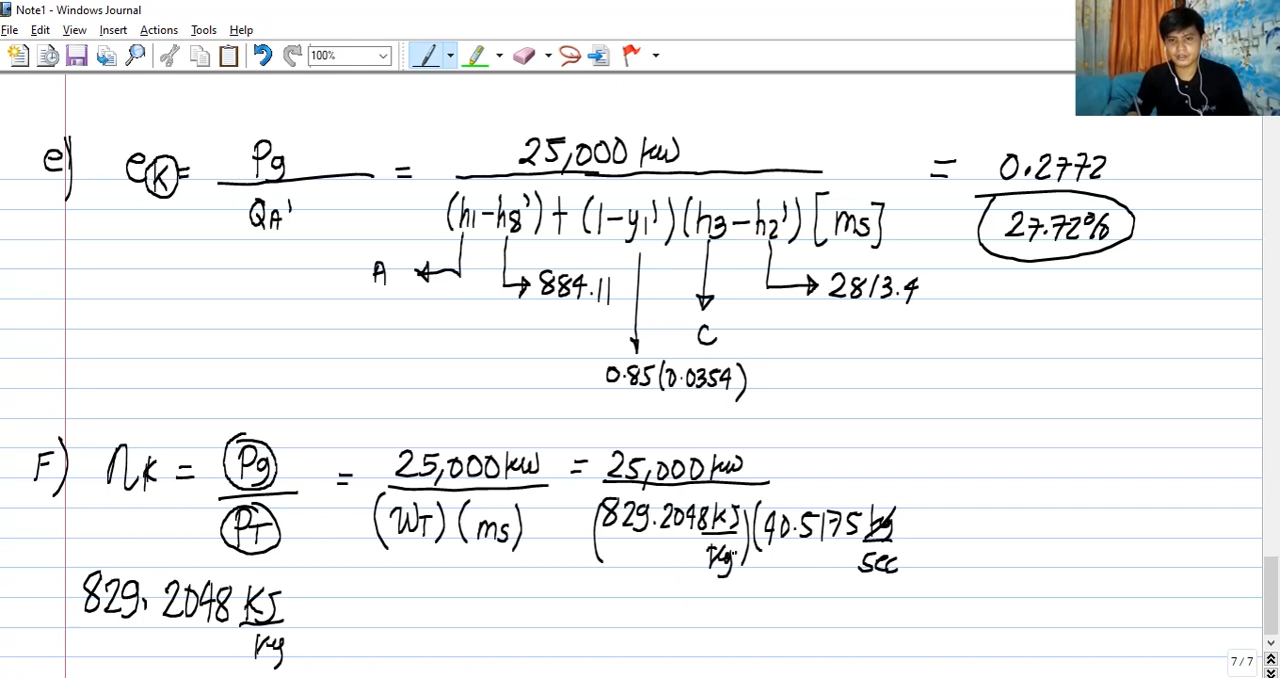 Note1 - Windows Journal
File Edit View Insert Actions Tools Help
100%
e) eK = Pg / QA' = 25,000 kW / (h1-h8') + (1-y1')(h3-h2') [ms] = 0.2772
27.72%
A
884.11
2813.4
C
0.85(0.0354)
F) ηK = Pg / PT = 25,000 kW / (WT)(ms) = 25,000 kW / (829.2048 KJ/kg)(40.5175 kg/sec
829.2048 KJ/kg
7 / 7